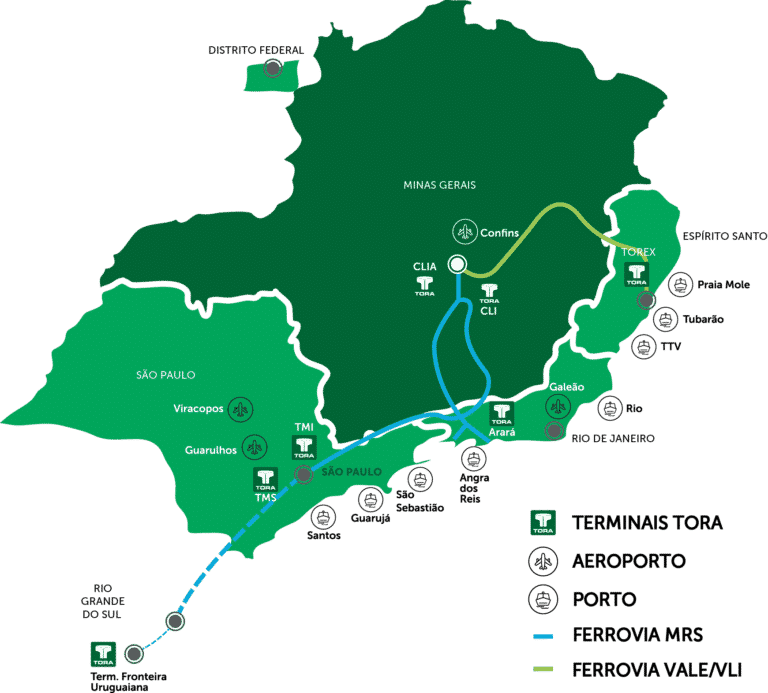 DISTRITO FEDERAL
MINAS GERAIS
Confins
ESPÍRITO SANTO
TOREX
TORA
CLIA
TORA
TORA
CLI
Praia Mole
Tubarão
TTV
SÃO PAULO
Viracopos
Guarulhos
TMI
TORA
TORA
TMS
SÃO PAULO
Galeão
TORA
Arará
Rio
RIO DE JANEIRO
Angra
dos
Reis
São
Sebastião
Guarujá
Santos
RIO
GRANDE
DO SUL
TORA
Term. Fronteira
Uruguaiana
TORA
TERMINAIS TORA
AEROPORTO
PORTO
FERROVIA MRS
FERROVIA VALE/VLI